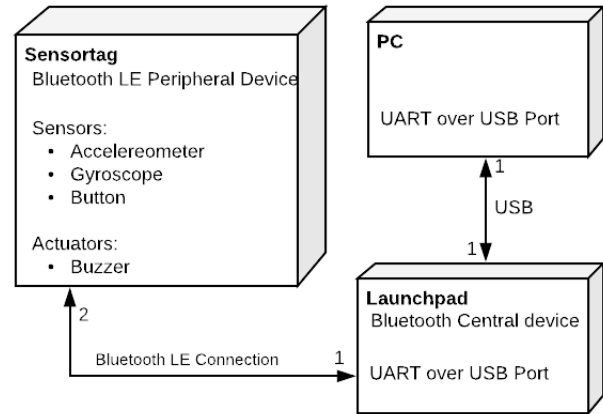 Sensortag
Bluetooth LE Peripheral Device
Sensors:
• Accelereometer
• Gyroscope
• Button
Actuators:
• Buzzer
PC
UART over USB Port
1
USB
1
Launchpad
Bluetooth Central device
UART over USB Port
2
Bluetooth LE Connection
1